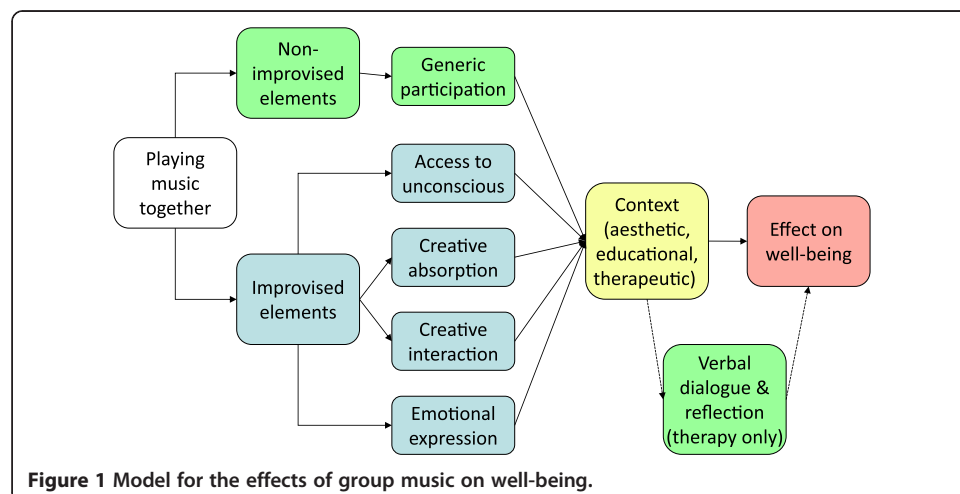 Non-
improvised
elements
Generic
participation
Playing
music
together
Access to
unconscious
Creative
absorption
Improvised
elements
Creative
interaction
Emotional
expression
Context
(aesthetic,
educational,
therapeutic)
Effect on
well-being
Verbal
dialogue &
reflection
(therapy only)
Figure 1 Model for the effects of group music on well-being.